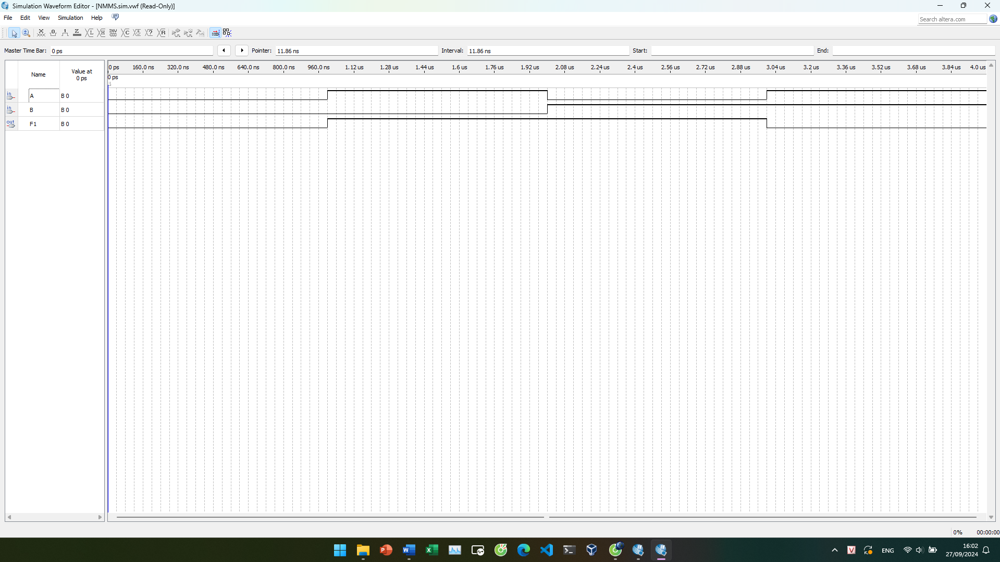 Simulation Waveform Editor - [NMMS.sim.vwf (Read-Only)]
File Edit View Simulation Help
Search altera.com
Master Time Bar: 0 ps Pointer: 11.86 ns Interval: 11.86 ns Start: End:
Name Value at 0 ps
0 ps 160.0 ns 320.0 ns 480.0 ns 640.0 ns 800.0 ns 960.0 ns 1.12 us 1.28 us 1.44 us 1.6 us 1.76 us 1.92 us 2.08 us 2.24 us 2.4 us 2.56 us 2.72 us 2.88 us 3.04 us 3.2 us 3.36 us 3.52 us 3.68 us 3.84 us 4.0 us
0 ps
in A B 0
in B B 0
out F1 B 0
0% 00:00:00
ENG
16:02
27/09/2024